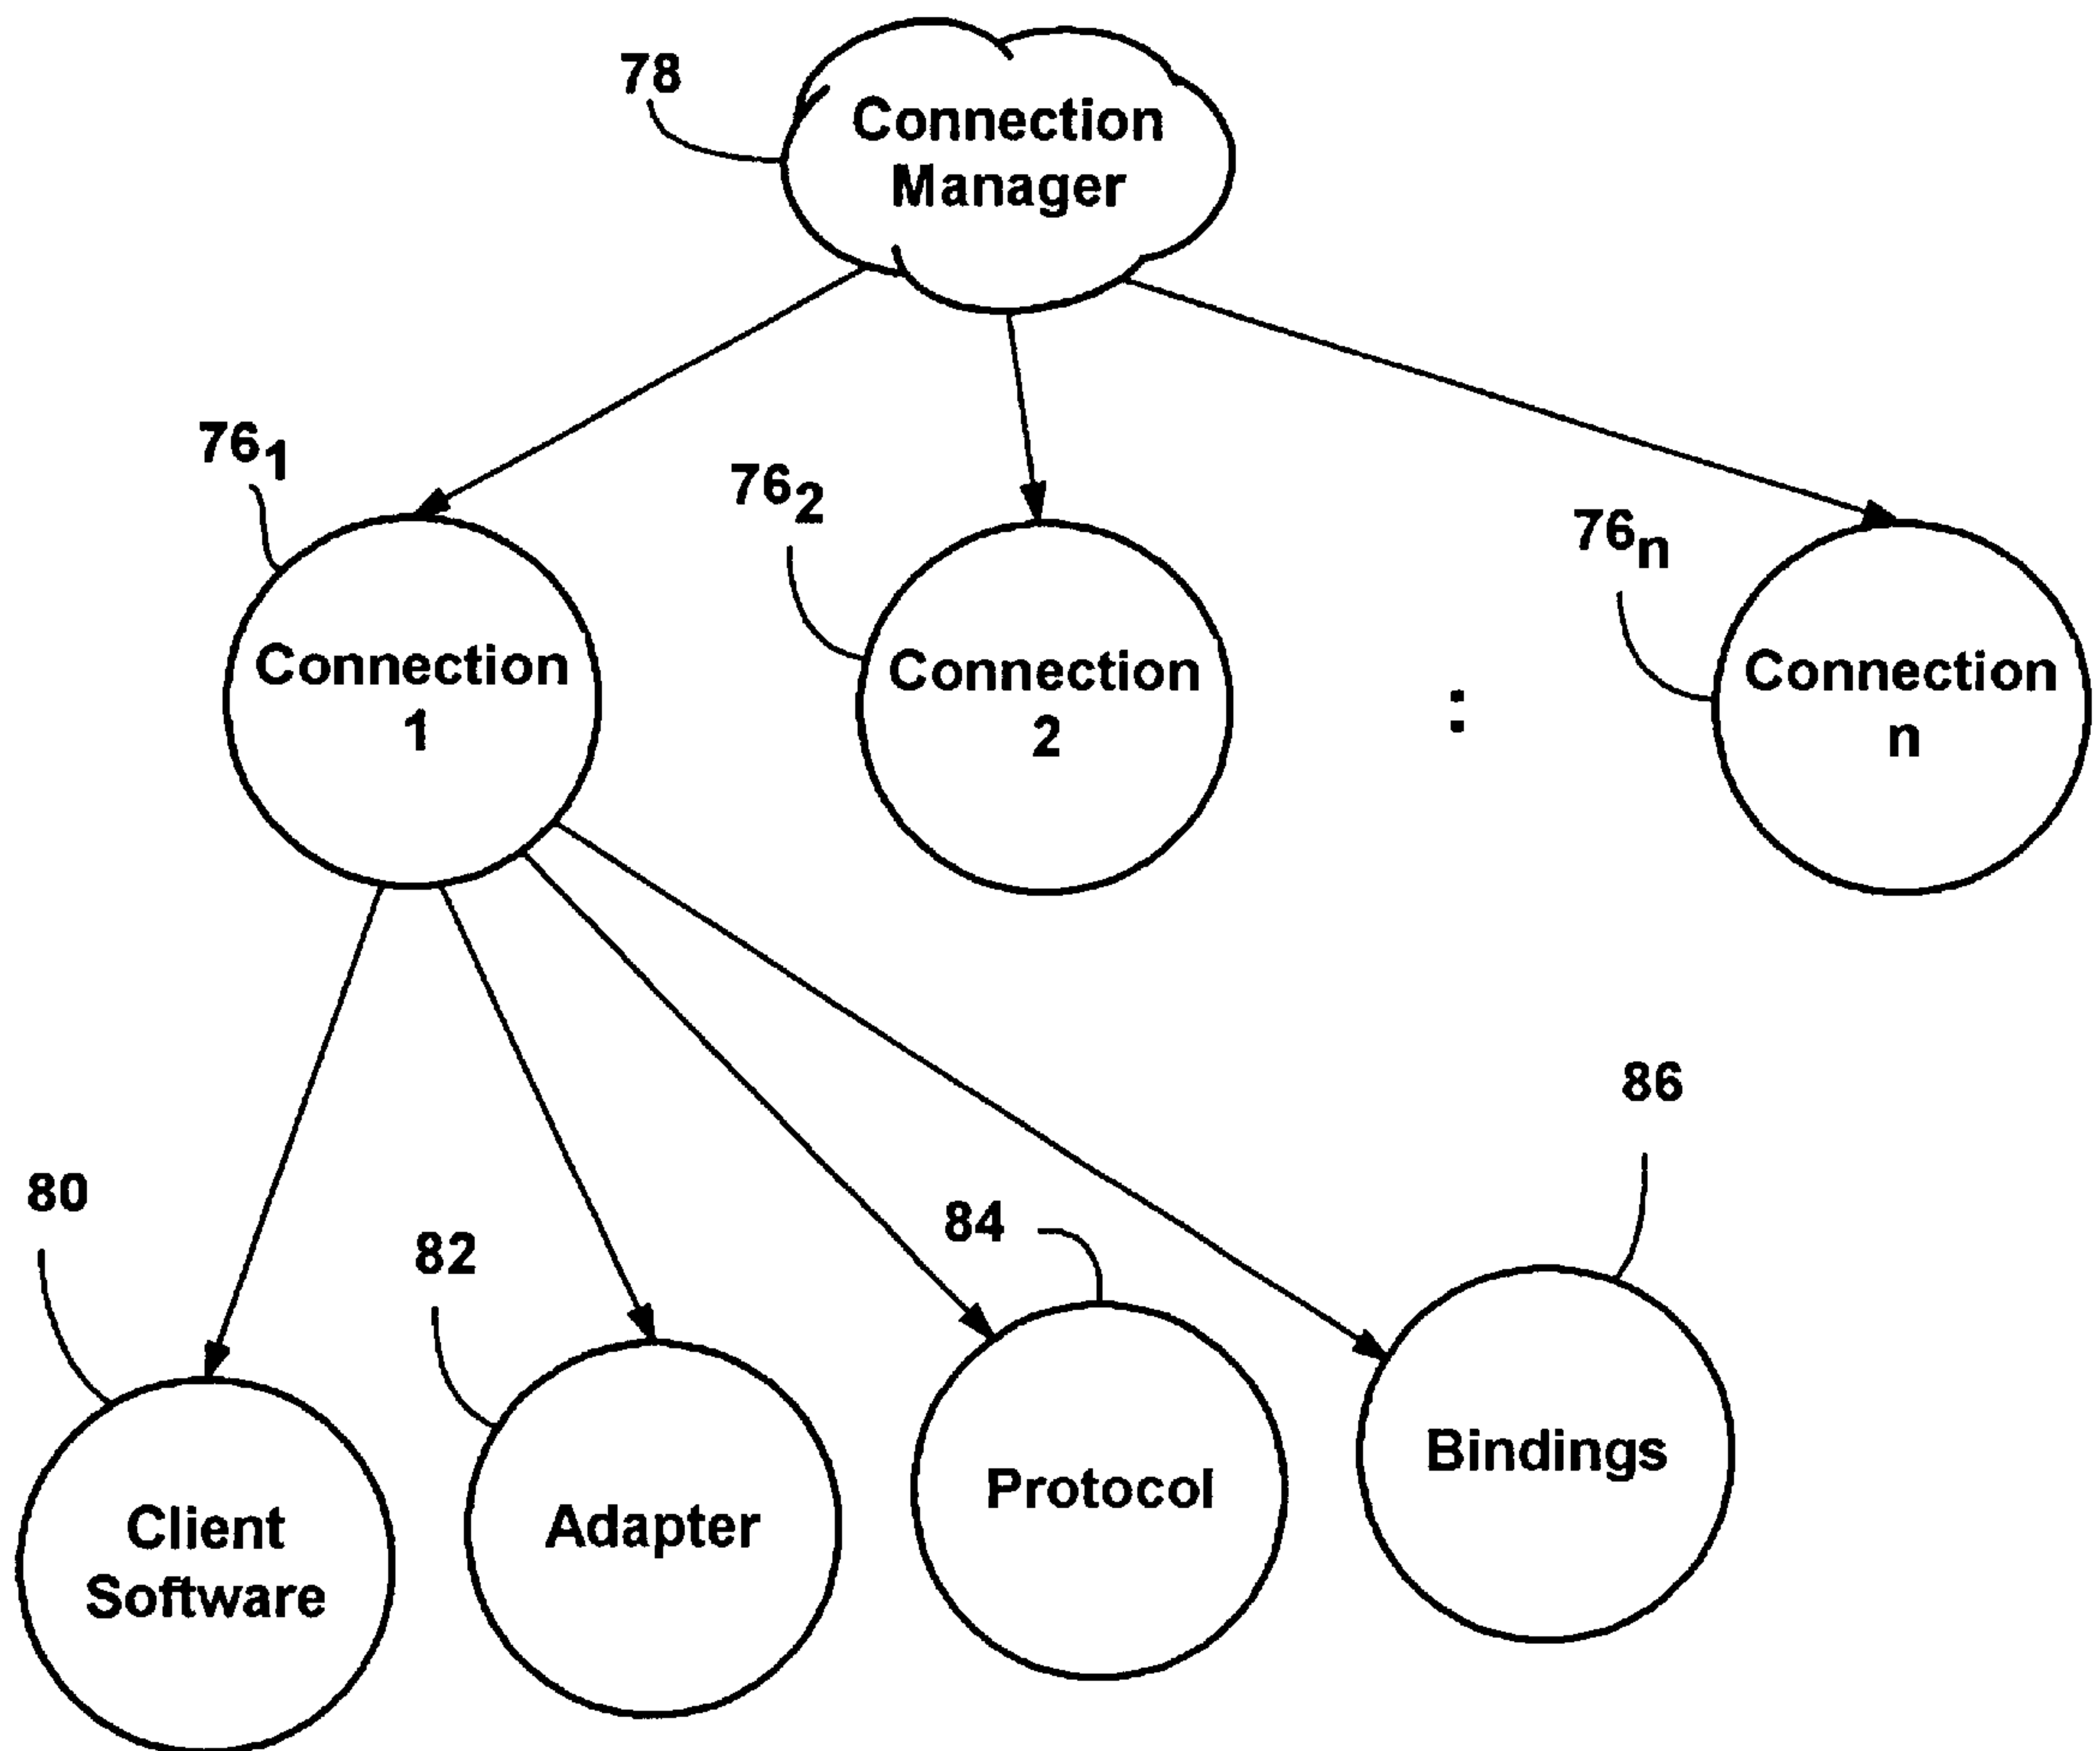 78
Connection
Manager
76₁
76₂
76ₙ
Connection
1
Connection
2
:
Connection
n
86
80
82
84
Bindings
Protocol
Client
Software
Adapter